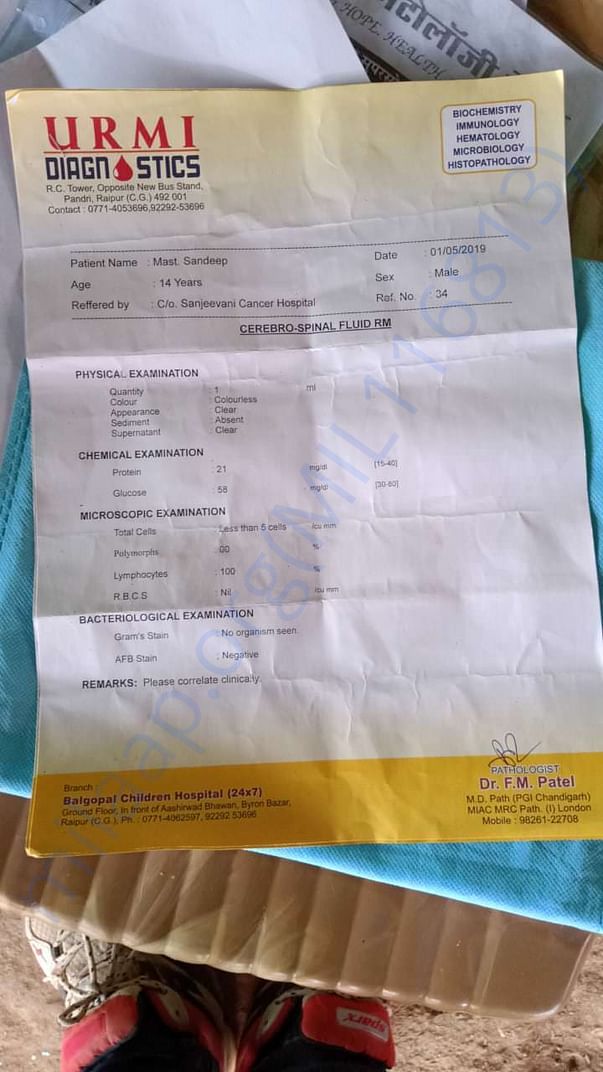 टोलॉजी
HOPE. HEALTH
URMI
DIAGNOSTICS
R.C. Tower, Opposite New Bus Stand,
Pandri, Raipur (C.G.) 492 001
Contact : 0771-4053696,92292-53696
BIOCHEMISTRY
IMMUNOLOGY
HEMATOLOGY
MICROBIOLOGY
HISTOPATHOLOGY
Patient Name : Mast. Sandeep Date : 01/05/2019
Age : 14 Years Sex : Male
Reffered by : C/o. Sanjeevani Cancer Hospital Ref. No. : 34
CEREBRO-SPINAL FLUID RM
PHYSICAL EXAMINATION
Quantity : 1 ml
Colour : Colourless
Appearance : Clear
Sediment : Absent
Supernatant : Clear
CHEMICAL EXAMINATION
Protein : 21 mg/dl [15-40]
Glucose : 58 mg/dl [30-80]
MICROSCOPIC EXAMINATION
Total Cells : Less than 5 cells /cu mm
Polymorphs : 00 %
Lymphocytes : 100 %
R.B.C.S : Nil /cu mm
BACTERIOLOGICAL EXAMINATION
Gram's Stain : No organism seen.
AFB Stain : Negative
REMARKS: Please correlate clinically.
Branch :
Balgopal Children Hospital (24x7)
Ground Floor, In front of Aashirwad Bhawan, Byron Bazar,
Raipur (C.G.), Ph. : 0771-4062597, 92292 53696
PATHOLOGIST
Dr. F.M. Patel
M.D. Path (PGI Chandigarh)
MIAC MRC Path. (I) London
Mobile : 98261-22708
sparx
milaap.org(MIL116813)